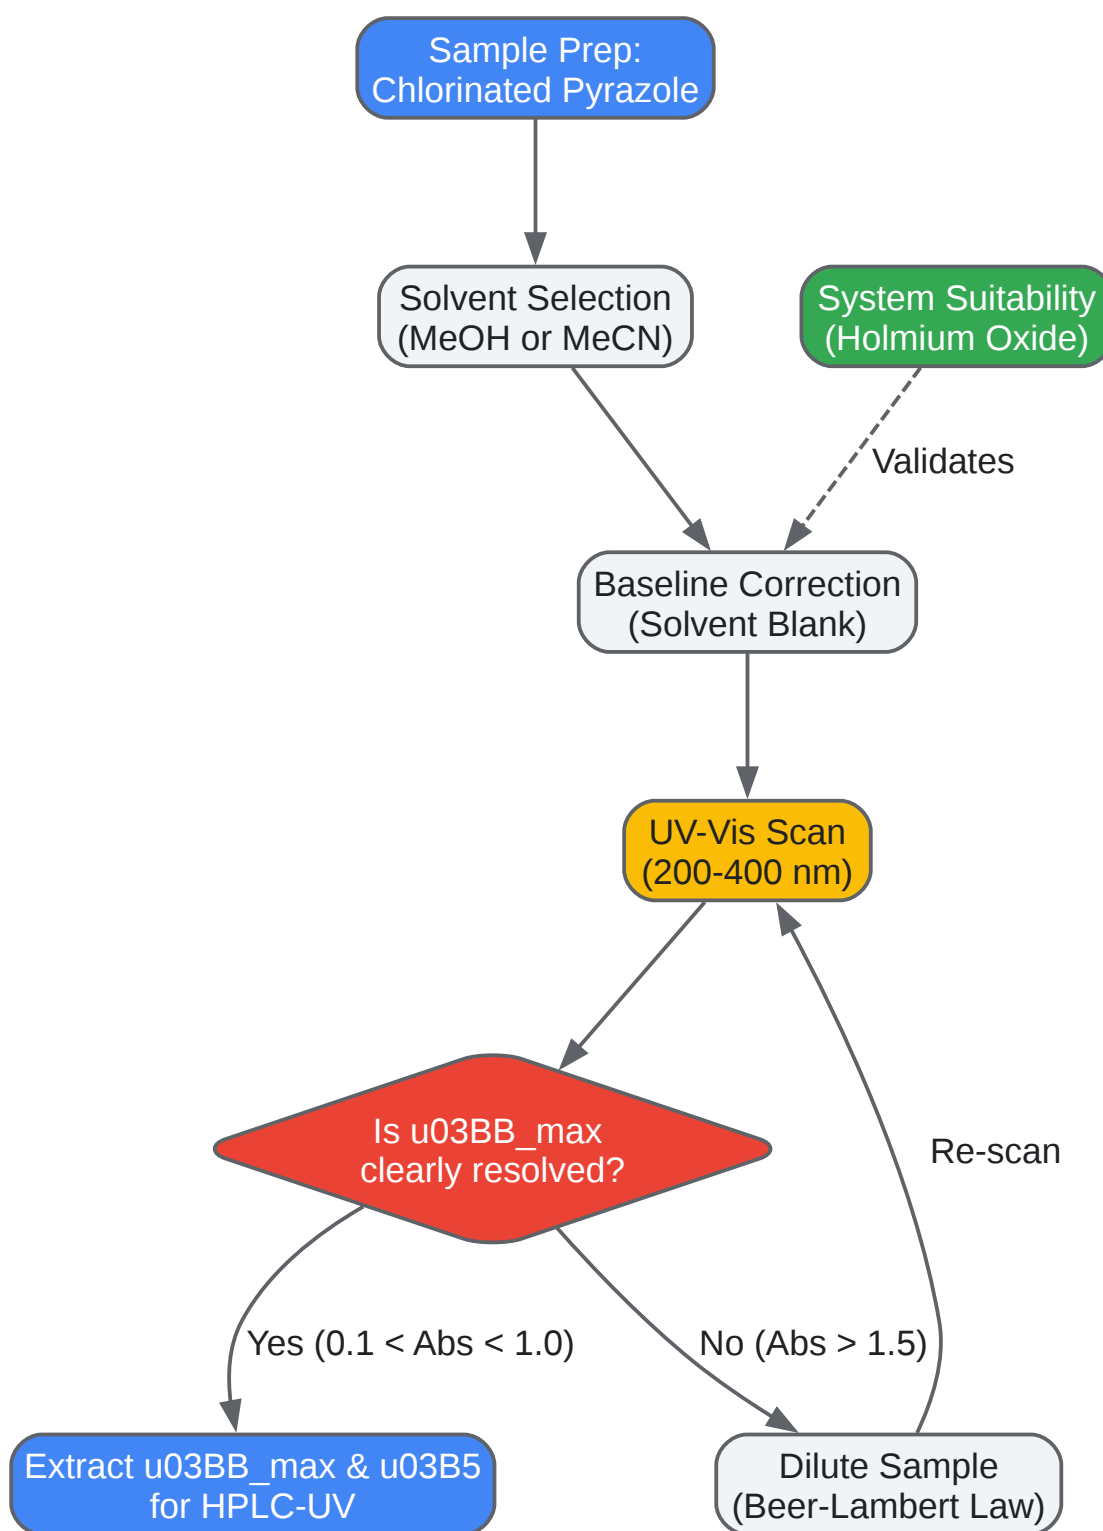 Sample Prep:
Chlorinated Pyrazole
Solvent Selection
(MeOH or MeCN)
System Suitability
(Holmium Oxide)
Validates
Baseline Correction
(Solvent Blank)
UV-Vis Scan
(200-400 nm)
Is u03BB_max
clearly resolved?
Re-scan
Yes (0.1 < Abs < 1.0)
No (Abs > 1.5)
Extract u03BB_max & u03B5
for HPLC-UV
Dilute Sample
(Beer-Lambert Law)